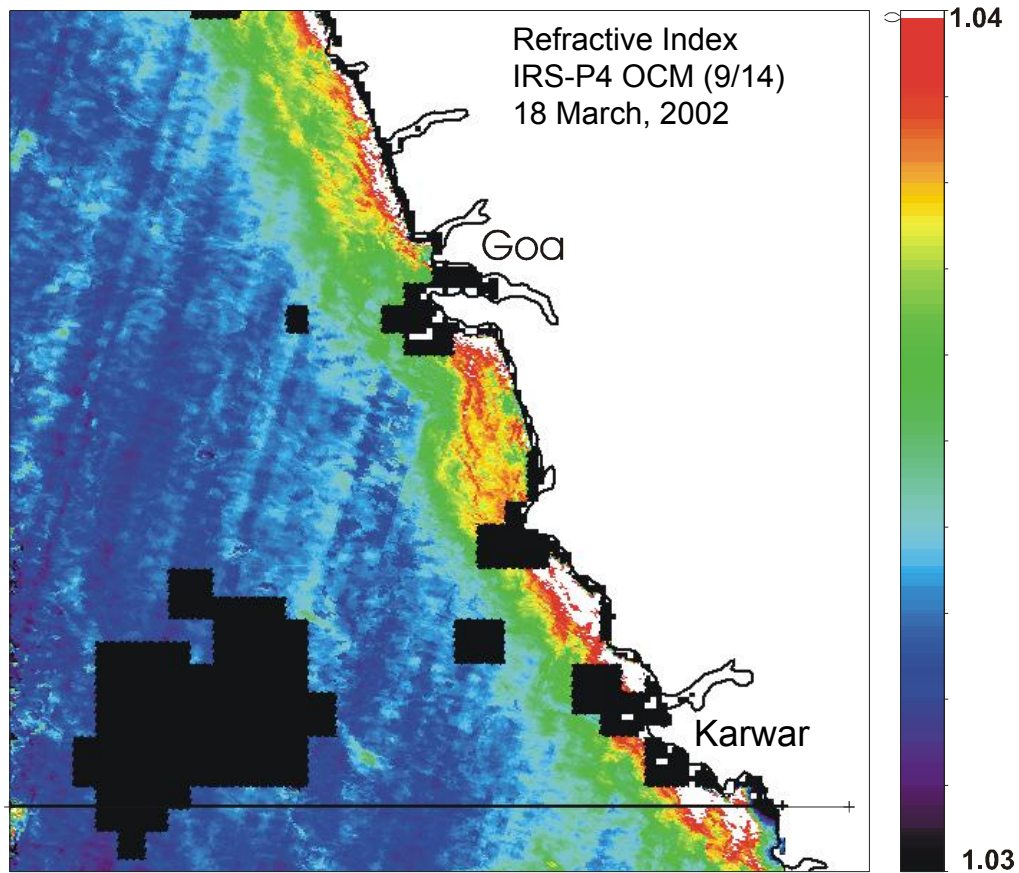 Refractive Index
IRS-P4 OCM (9/14)
18 March, 2002
1.04
Goa
Karwar
1.03